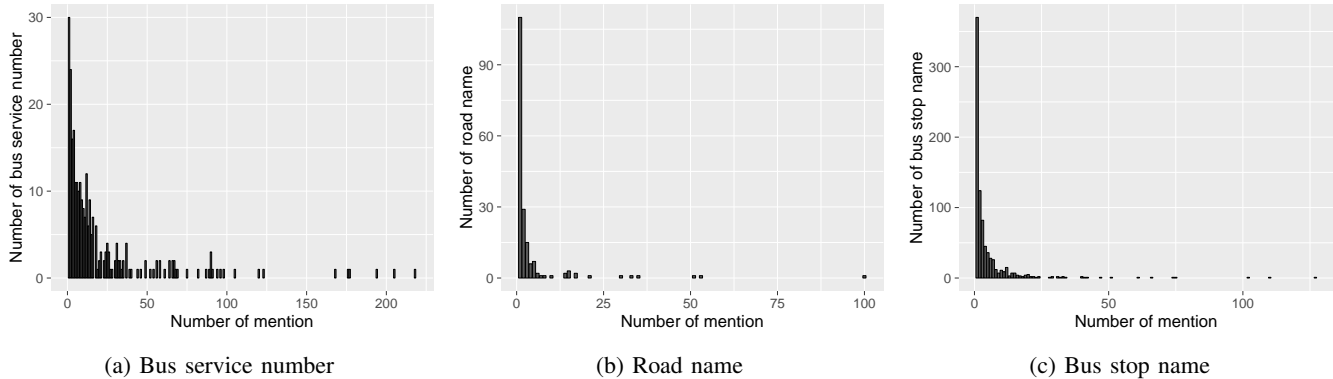 30
20
10
0
Number of bus service number
0 50 100 150 200
Number of mention
(a) Bus service number
90
60
30
0
Number of road name
0 25 50 75 100
Number of mention
(b) Road name
300
200
100
0
Number of bus stop name
0 50 100
Number of mention
(c) Bus stop name